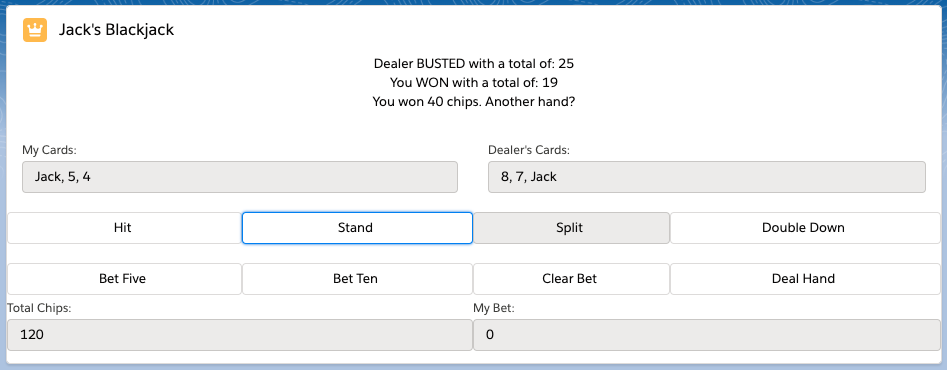 Jack's Blackjack
Dealer BUSTED with a total of: 25
You WON with a total of: 19
You won 40 chips. Another hand?
My Cards:
Dealer's Cards:
Jack, 5, 4
8, 7, Jack
Hit
Stand
Split
Double Down
Bet Five
Bet Ten
Clear Bet
Deal Hand
Total Chips:
My Bet:
120
0